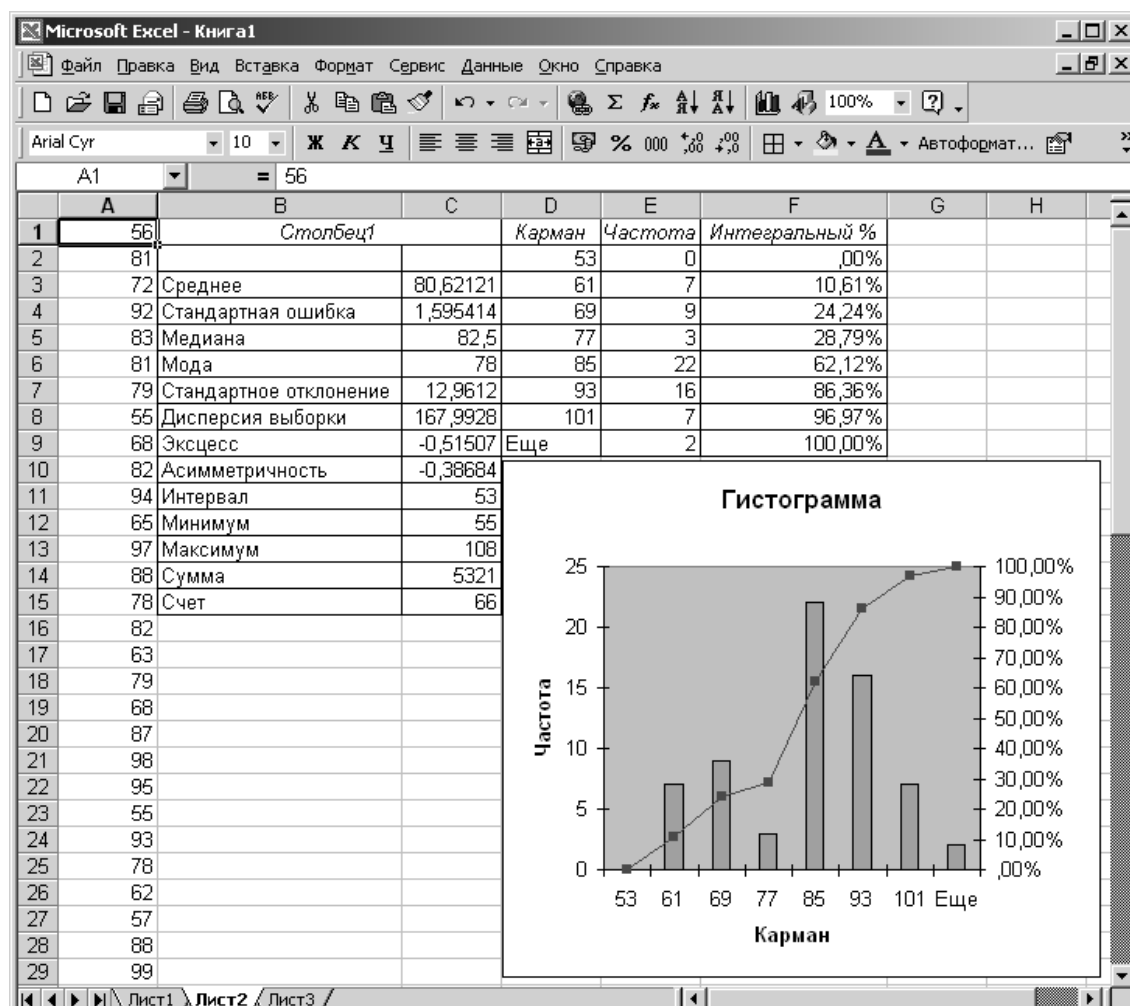 Microsoft Excel - Книга1
Файл Правка Вид Вставка Формат Сервис Данные Окно Справка
100%
Arial Cyr 10 Ж К Ч % 000 Автоформат...
A1 = 56
A B C D E F G H
1 56 Столбец1 Карман Частота Интегральный %
2 81 53 0 ,00%
3 72 Среднее 80,62121 61 7 10,61%
4 92 Стандартная ошибка 1,595414 69 9 24,24%
5 83 Медиана 82,5 77 3 28,79%
6 81 Мода 78 85 22 62,12%
7 79 Стандартное отклонение 12,9612 93 16 86,36%
8 55 Дисперсия выборки 167,9928 101 7 96,97%
9 68 Эксцесс -0,51507 Еще 2 100,00%
10 82 Асимметричность -0,38684
11 94 Интервал 53
12 65 Минимум 55
13 97 Максимум 108
14 88 Сумма 5321
15 78 Счет 66
16 82
17 63
18 79
19 68
20 87
21 98
22 95
23 55
24 93
25 78
26 62
27 57
28 88
29 99
Гистограмма
25
20
15
10
5
0
Частота
100,00%
90,00%
80,00%
70,00%
60,00%
50,00%
40,00%
30,00%
20,00%
10,00%
,00%
53 61 69 77 85 93 101 Еще
Карман
Лист1 Лист2 Лист3